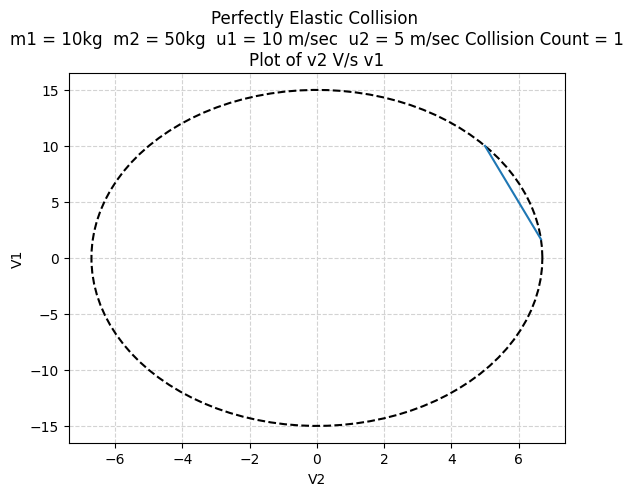 Perfectly Elastic Collision
m1 = 10kg  m2 = 50kg  u1 = 10 m/sec  u2 = 5 m/sec Collision Count = 1
Plot of v2 V/s v1
15
10
5
0
−5
−10
−15
V1
−6
−4
−2
0
2
4
6
V2